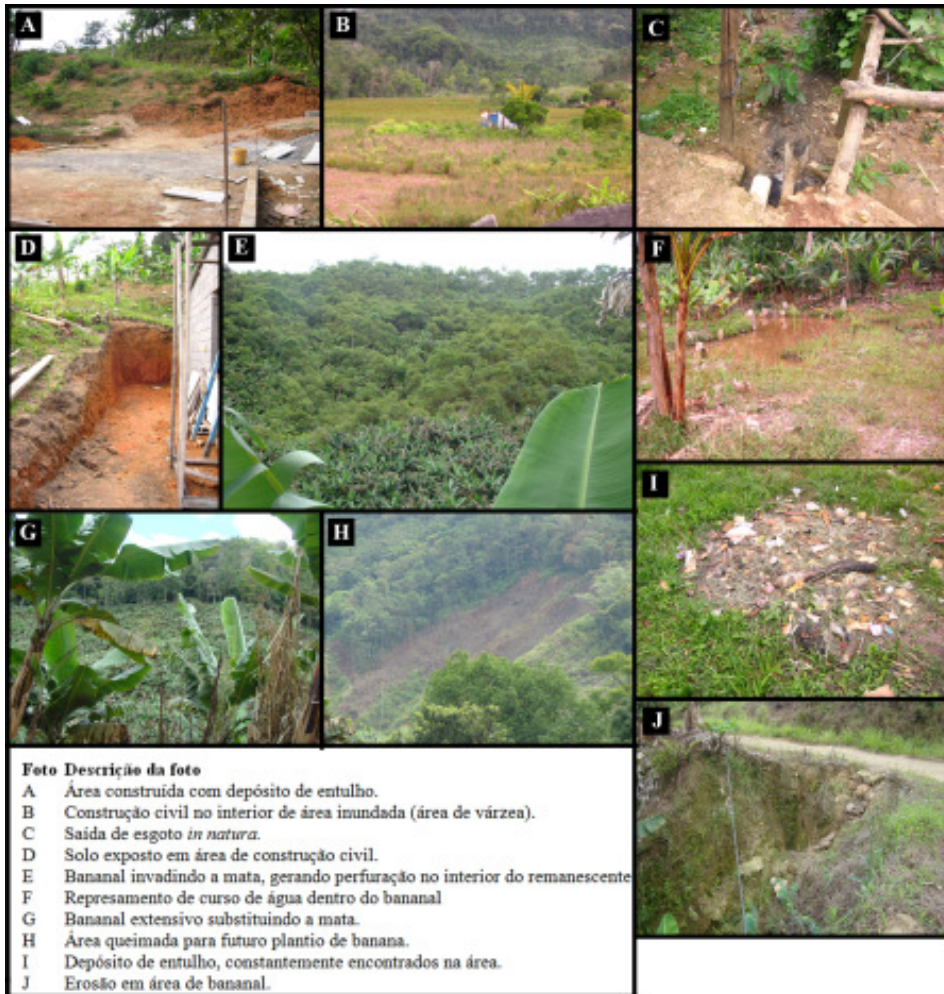 A
B
C
D
E
F
G
H
I
J
Foto Descrição da foto
A Área construída com depósito de entulho.
B Construção civil no interior de área inundada (área de várzea).
C Saída de esgoto in natura.
D Solo exposto em área de construção civil.
E Bananal invadindo a mata, gerando perfuração no interior do remanescente
F Represamento de curso de água dentro do bananal
G Bananal extensivo substituindo a mata.
H Área queimada para futuro plantio de banana.
I Depósito de entulho, constantemente encontrados na área.
J Erosão em área de bananal.